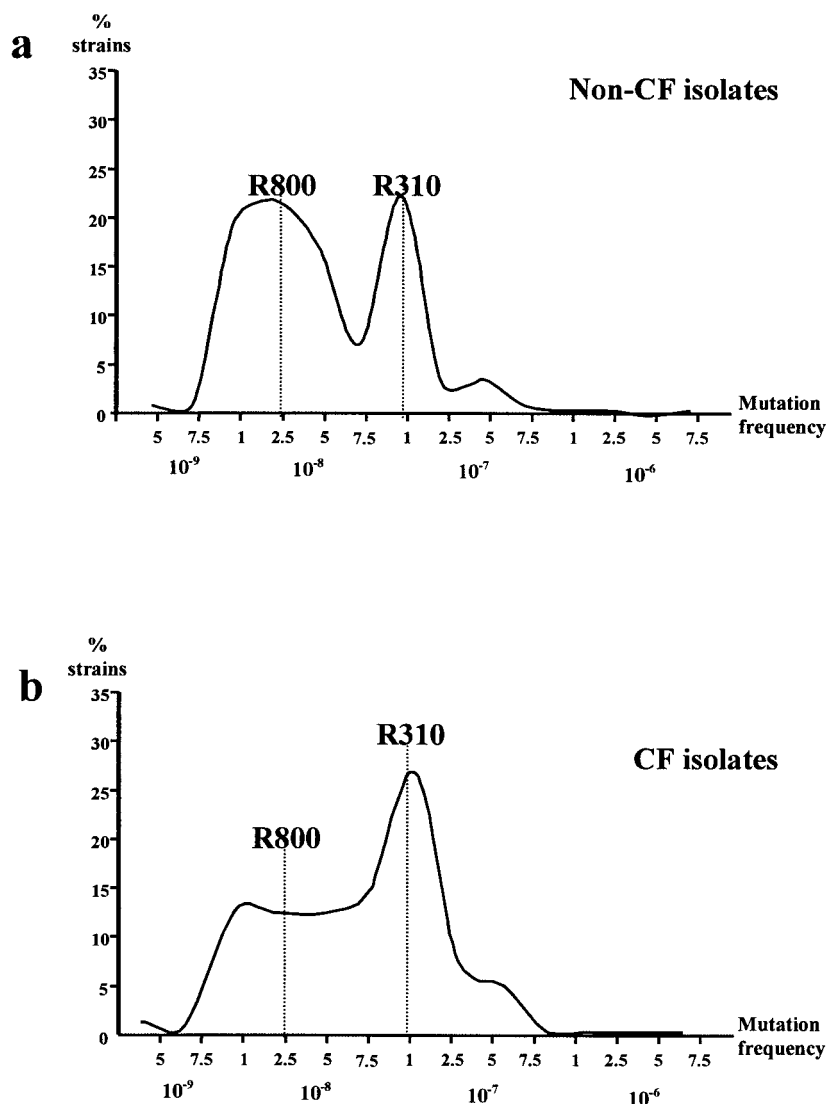 %
strains
a
Non-CF isolates
35
30
25
20
15
10
5
0
R800 R310
5 7.5 1 2.5 5 7.5 1 2.5 5 7.5 1 2.5 5 7.5
10-9 10-8 10-7 10-6
Mutation
frequency
%
strains
b
CF isolates
35
30
25
20
15
10
5
0
R310
R800
5 7.5 1 2.5 5 7.5 1 2.5 5 7.5 1 2.5 5 7.5
10-9 10-8 10-7 10-6
Mutation
frequency